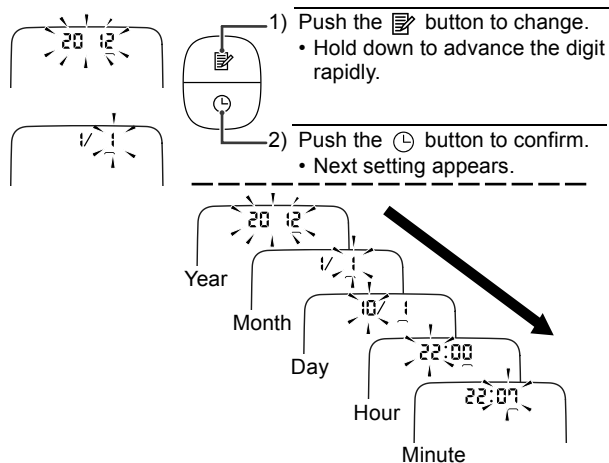 20 12
1/ 1
1) Push the button to change.
• Hold down to advance the digit
rapidly.
2) Push the button to confirm.
• Next setting appears.
20 12
Year
1/ 1
Month
10/ 1
Day
22:00
Hour
22:07
Minute